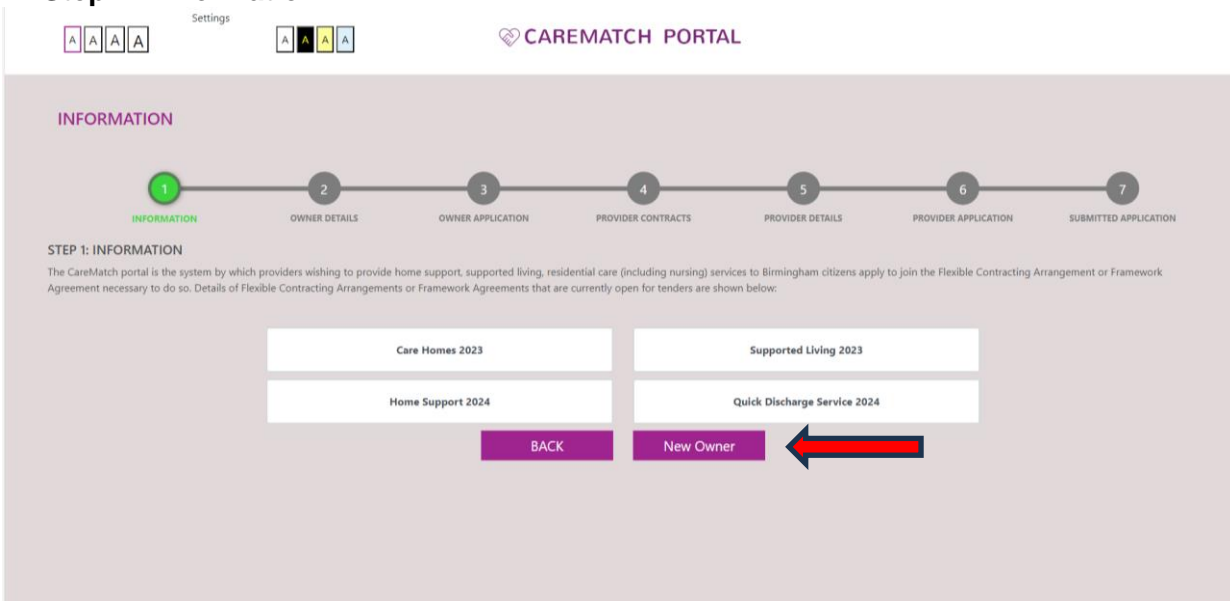 Settings
A A A A
A A A A
CAREMATCH PORTAL
INFORMATION
1 2 3 4 5 6 7
INFORMATION OWNER DETAILS OWNER APPLICATION PROVIDER CONTRACTS PROVIDER DETAILS PROVIDER APPLICATION SUBMITTED APPLICATION
STEP 1: INFORMATION
The CareMatch portal is the system by which providers wishing to provide home support, supported living, residential care (including nursing) services to Birmingham citizens apply to join the Flexible Contracting Arrangement or Framework
Agreement necessary to do so. Details of Flexible Contracting Arrangements or Framework Agreements that are currently open for tenders are shown below:
Care Homes 2023 Supported Living 2023
Home Support 2024 Quick Discharge Service 2024
BACK New Owner